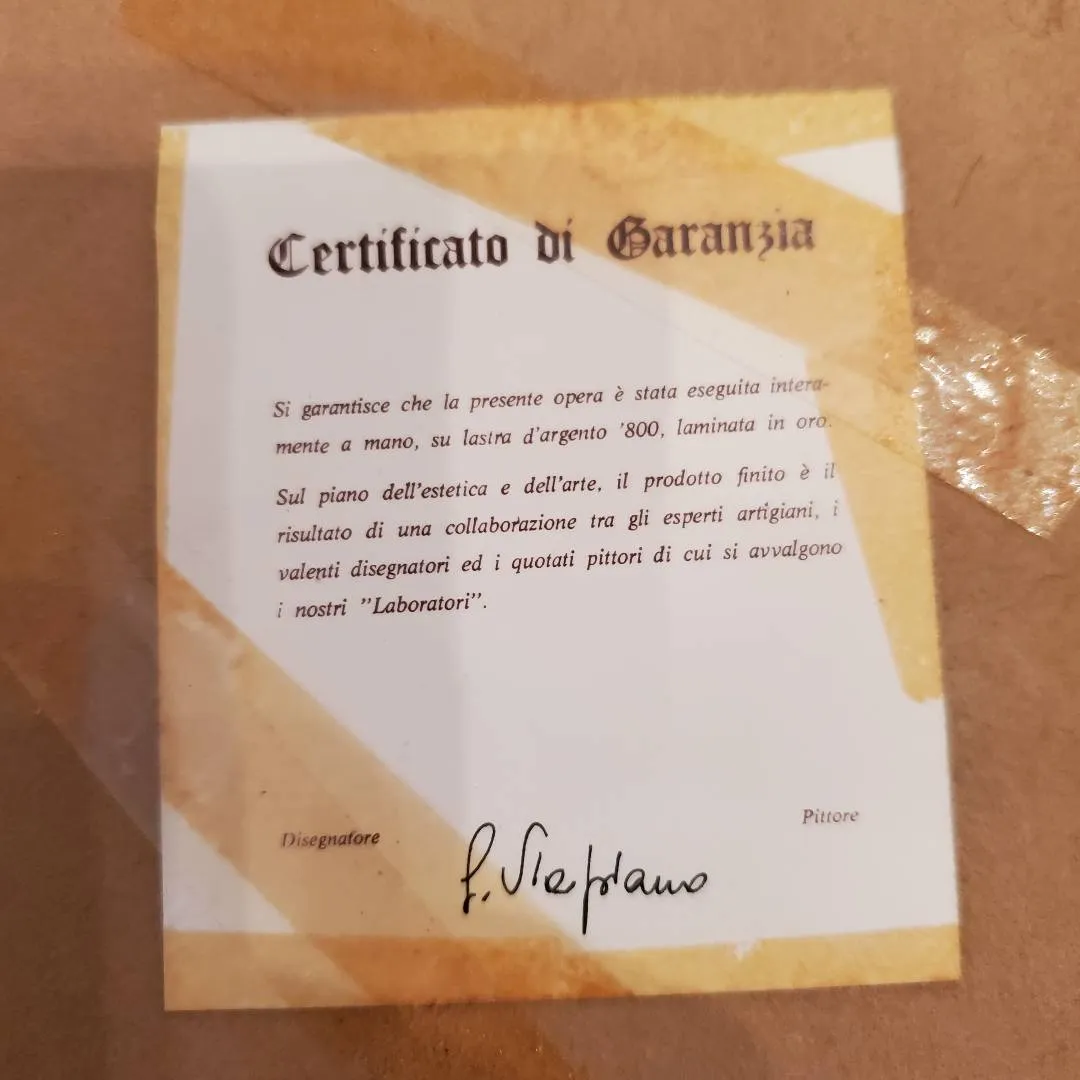 Certificato di Garanzia
Si garantisce che la presente opera è stata eseguita intera-
mente a mano, su lastra d'argento '800, laminata in oro.
Sul piano dell'estetica e dell'arte, il prodotto finito è il
risultato di una collaborazione tra gli esperti artigiani, i
valenti disegnatori ed i quotati pittori di cui si avvalgono
i nostri "Laboratori".
Disegnatore
Pittore